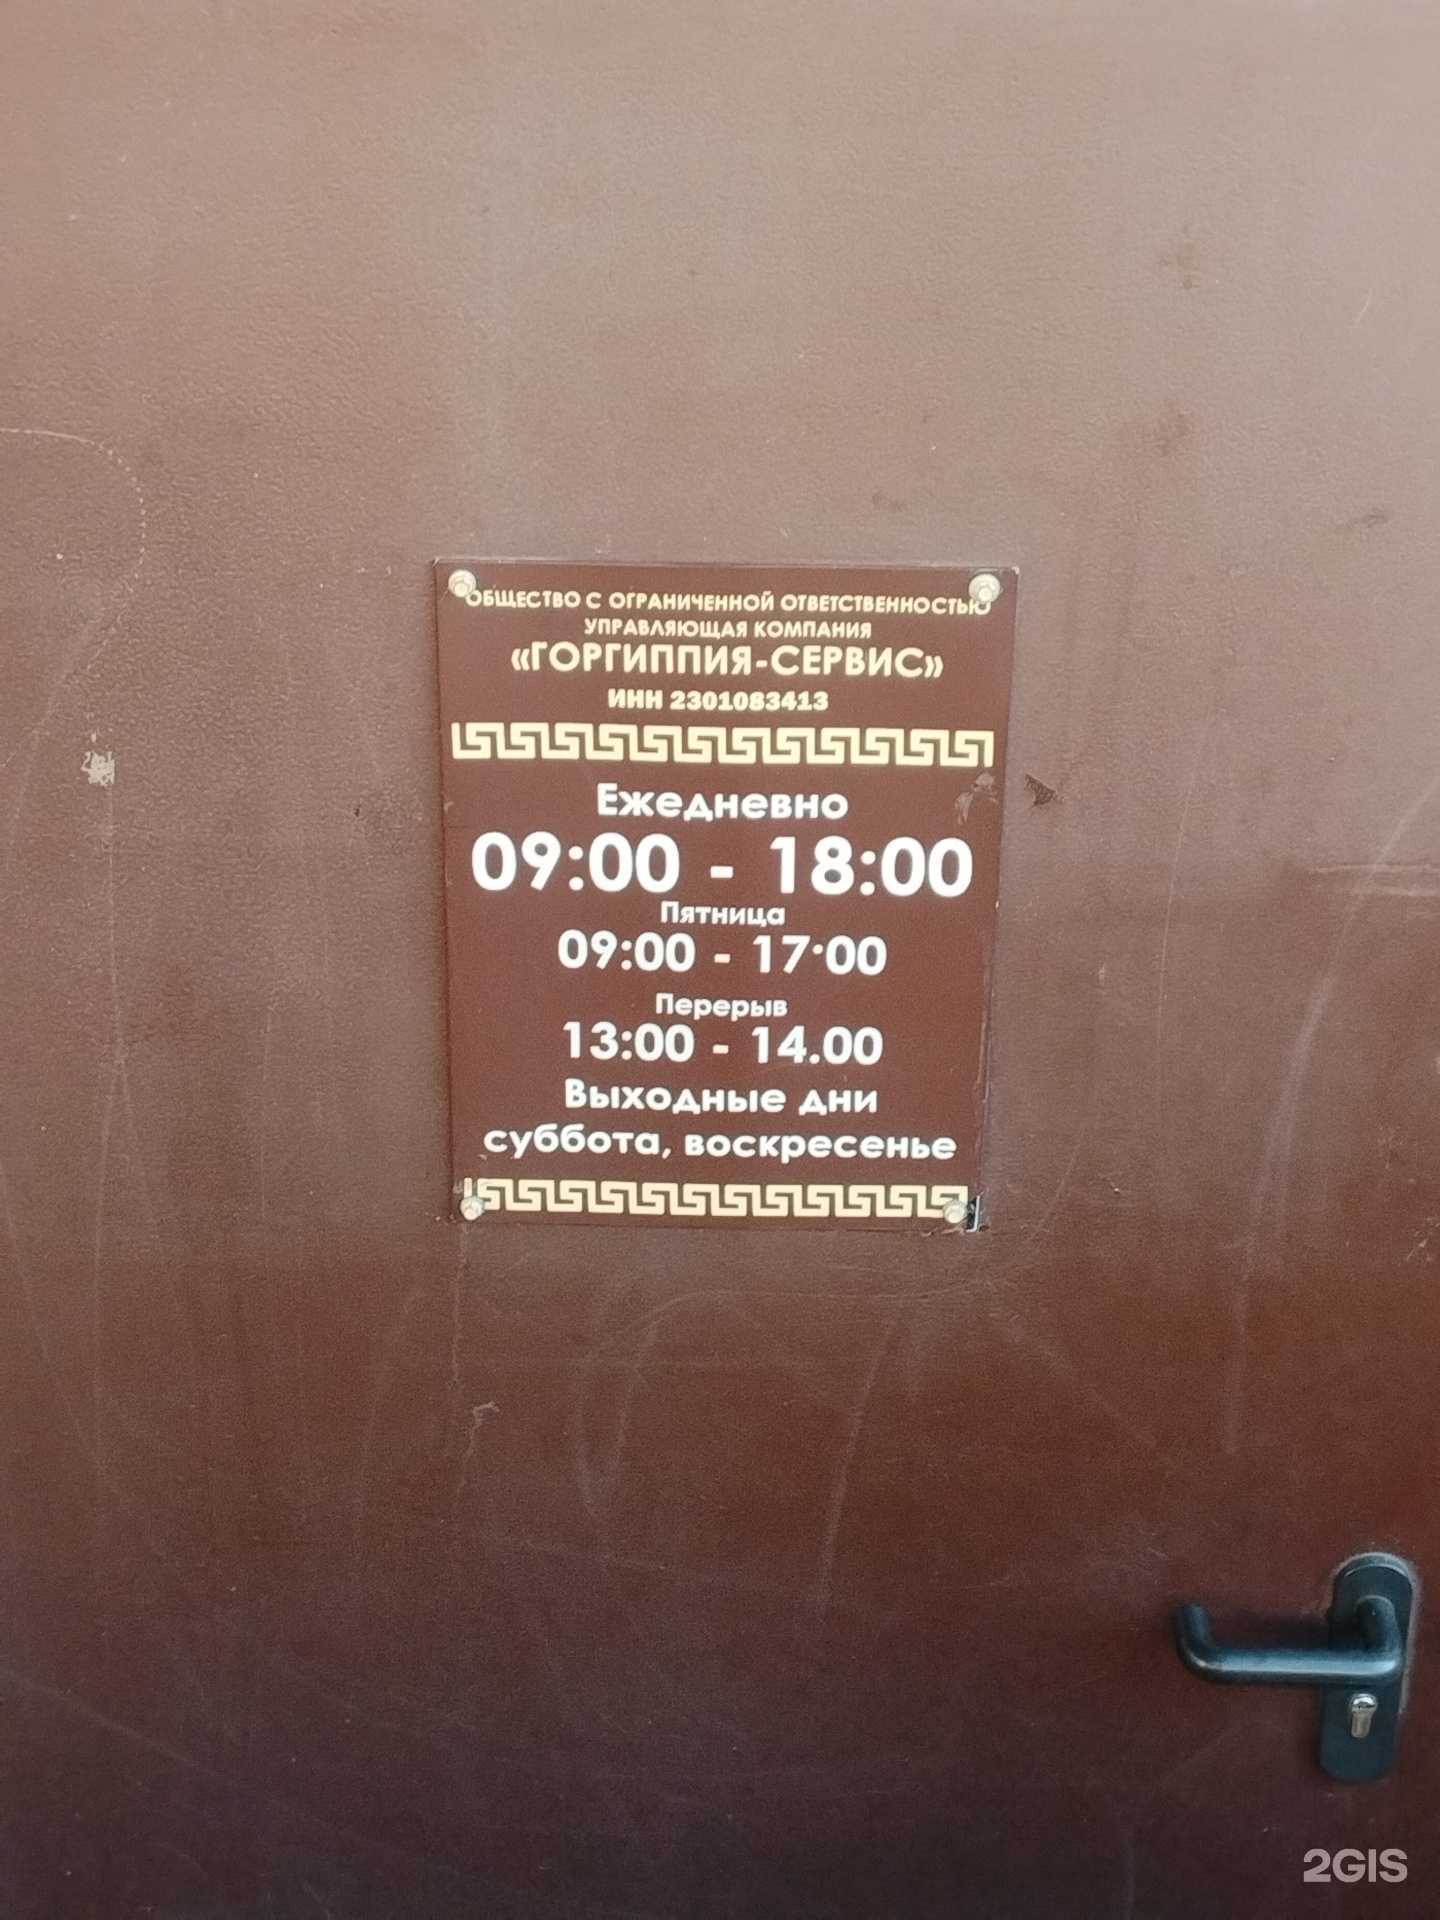 ОБЩЕСТВО С ОГРАНИЧЕННОЙ ОТВЕТСТВЕННОСТЬЮ
УПРАВЛЯЮЩАЯ КОМПАНИЯ
«ГОРГИППИЯ-СЕРВИС»
ИНН 2301083413
Ежедневно
09:00 - 18:00
Пятница
09:00 - 17:00
Перерыв
13:00 - 14.00
Выходные дни
суббота, воскресенье
2GIS